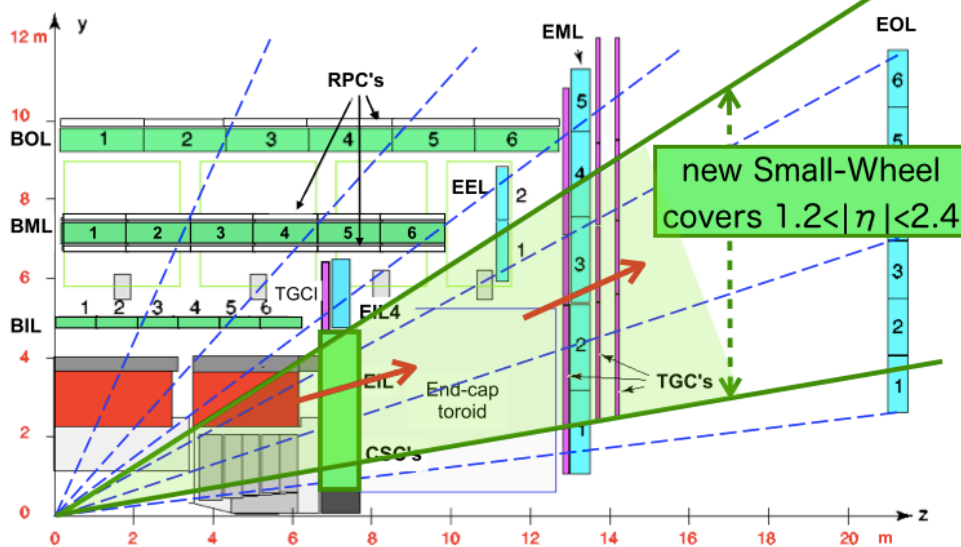 y
12 m
10
8
6
4
2
0
0
2
4
6
8
10
12
14
16
18
20
m
z
RPC's
BOL
1 2 3 4 5 6
BML
1 2 3 4 5 6
BIL
1 2 3 4 5 6
TGCI
EIL4
EIL
CSC's
End-cap
toroid
EEL
2
1
EML
5
4
3
2
1
TGC's
EOL
6
5
3
2
1
new Small-Wheel
covers 1.2<|η|<2.4